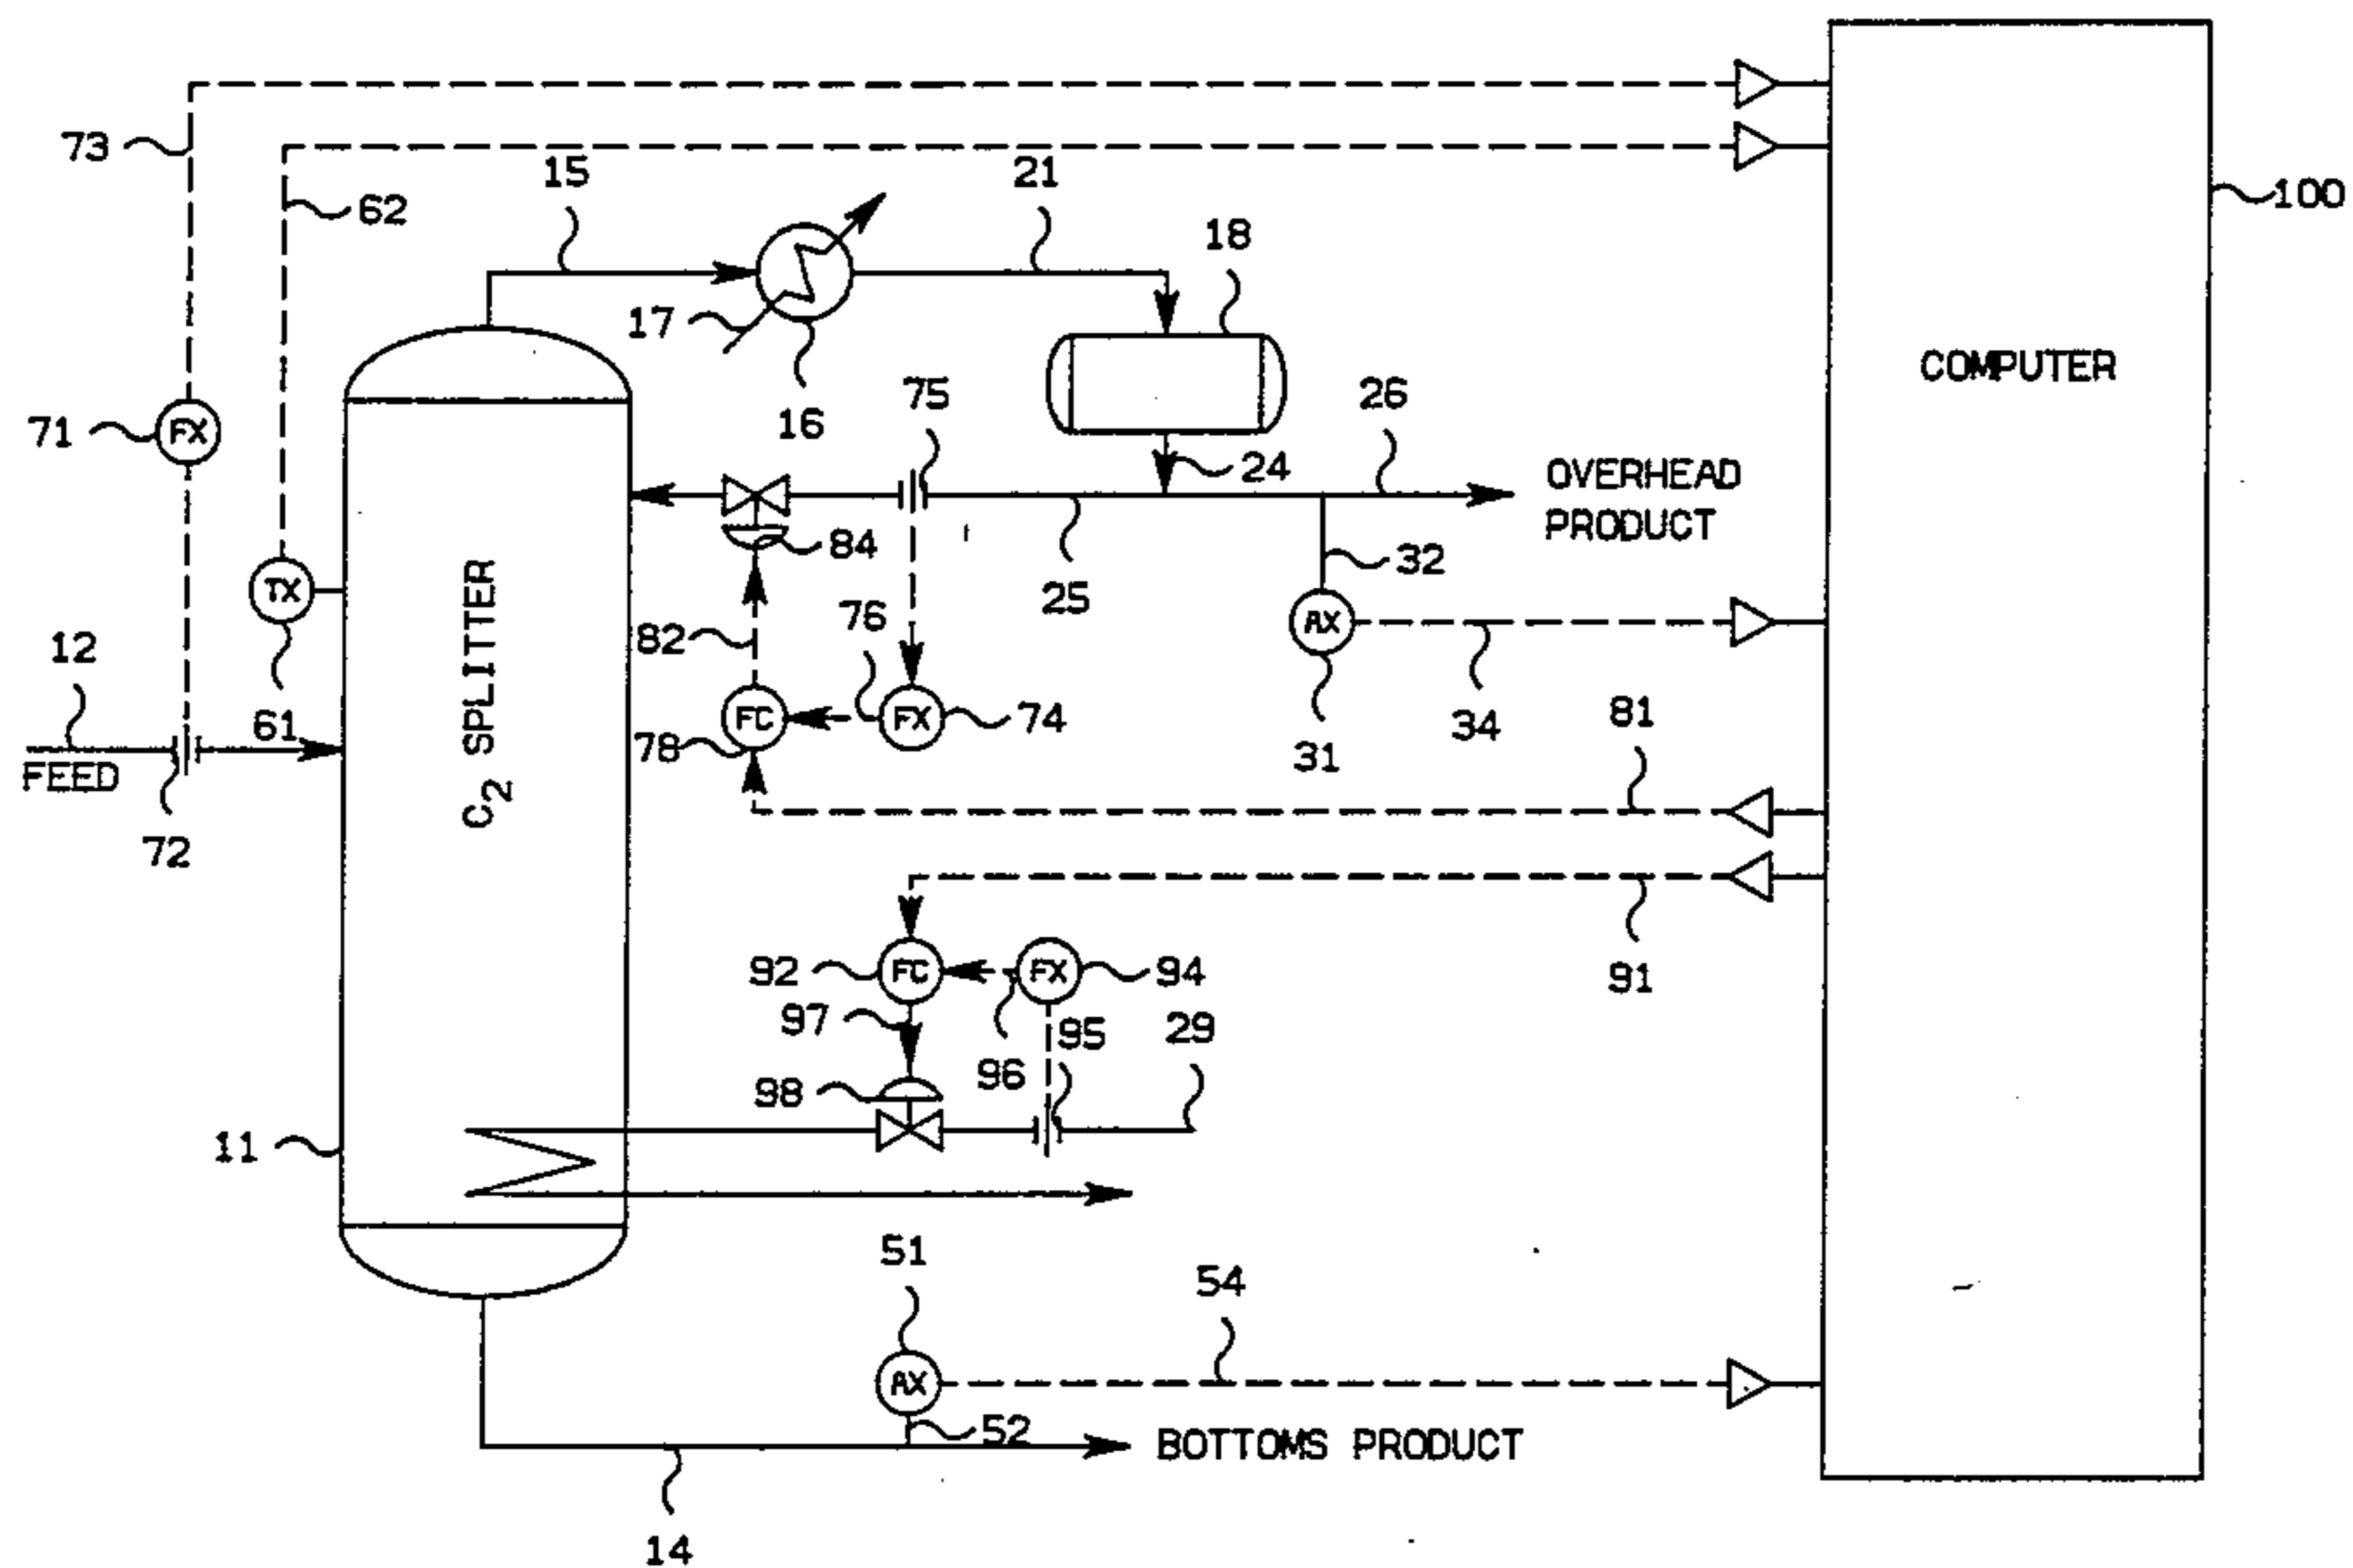 73
62
15
21
18
100
17
16
COMPUTER
75
26
71
FX
24
OVERHEAD
PRODUCT
84
32
25
TX
C2 SPLITTER
82
76
AX
12
61
FC
FX
74
78
31
34
81
FEED
72
92
FC
FX
94
91
97
95
29
96
98
11
51
54
AX
52
BOTTOMS PRODUCT
14